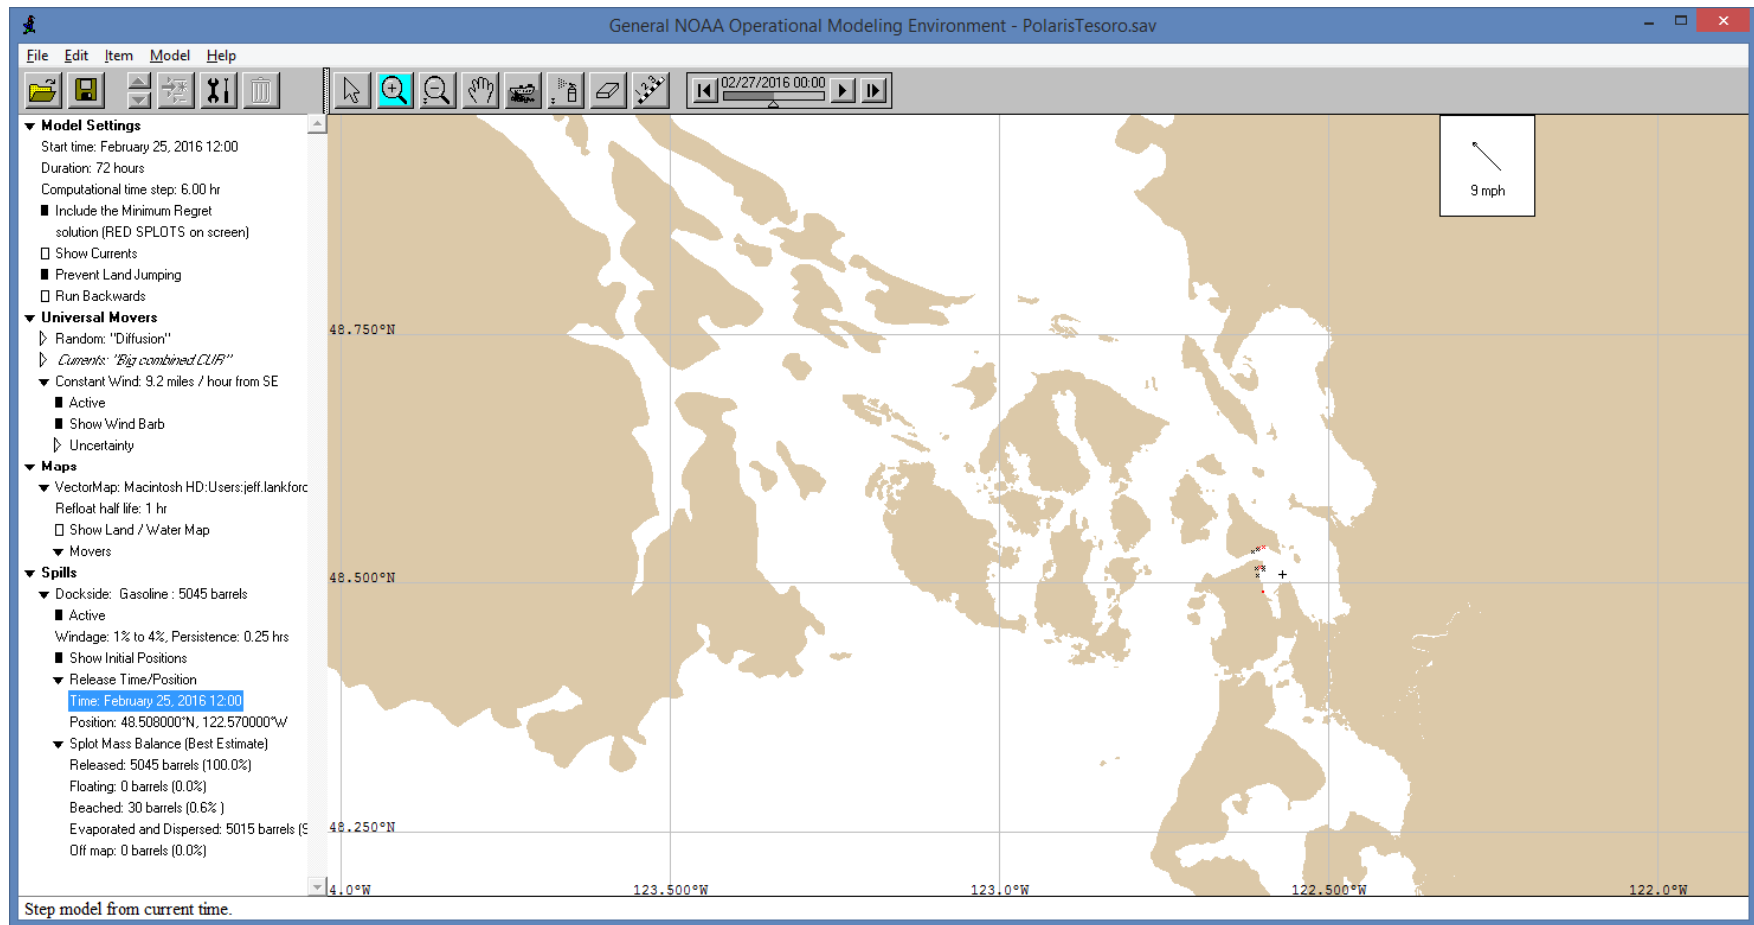 General NOAA Operational Modeling Environment - PolarisTesoro.sav
File Edit Item Model Help
02/27/2016 00:00
Model Settings
Start time: February 25, 2016 12:00
Duration: 72 hours
Computational time step: 6.00 hr
Include the Minimum Regret
solution (RED SPLOTS on screen)
Show Currents
Prevent Land Jumping
Run Backwards
Universal Movers
Random: "Diffusion"
Currents: "Big combined.CUR"
Constant Wind: 9.2 miles / hour from SE
Active
Show Wind Barb
Uncertainty
Maps
VectorMap: Macintosh HD:Users:jeff.lankforc
Refloat half life: 1 hr
Show Land / Water Map
Movers
Spills
Dockside: Gasoline : 5045 barrels
Active
Windage: 1% to 4%, Persistence: 0.25 hrs
Show Initial Positions
Release Time/Position
Time: February 25, 2016 12:00
Position: 48.508000°N, 122.570000°W
Splot Mass Balance (Best Estimate)
Released: 5045 barrels (100.0%)
Floating: 0 barrels (0.0%)
Beached: 30 barrels (0.6% )
Evaporated and Dispersed: 5015 barrels (9
Off map: 0 barrels (0.0%)
9 mph
48.750°N
48.500°N
48.250°N
4.0°W 123.500°W 123.0°W 122.500°W 122.0°W
Step model from current time.